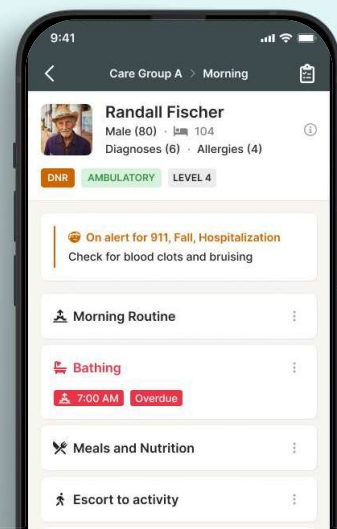 9:41
Care Group A > Morning
Randall Fischer
Male (80) · 104
Diagnoses (6) · Allergies (4)
DNR AMBULATORY LEVEL 4
On alert for 911, Fall, Hospitalization
Check for blood clots and bruising
Morning Routine
Bathing
7:00 AM Overdue
Meals and Nutrition
Escort to activity